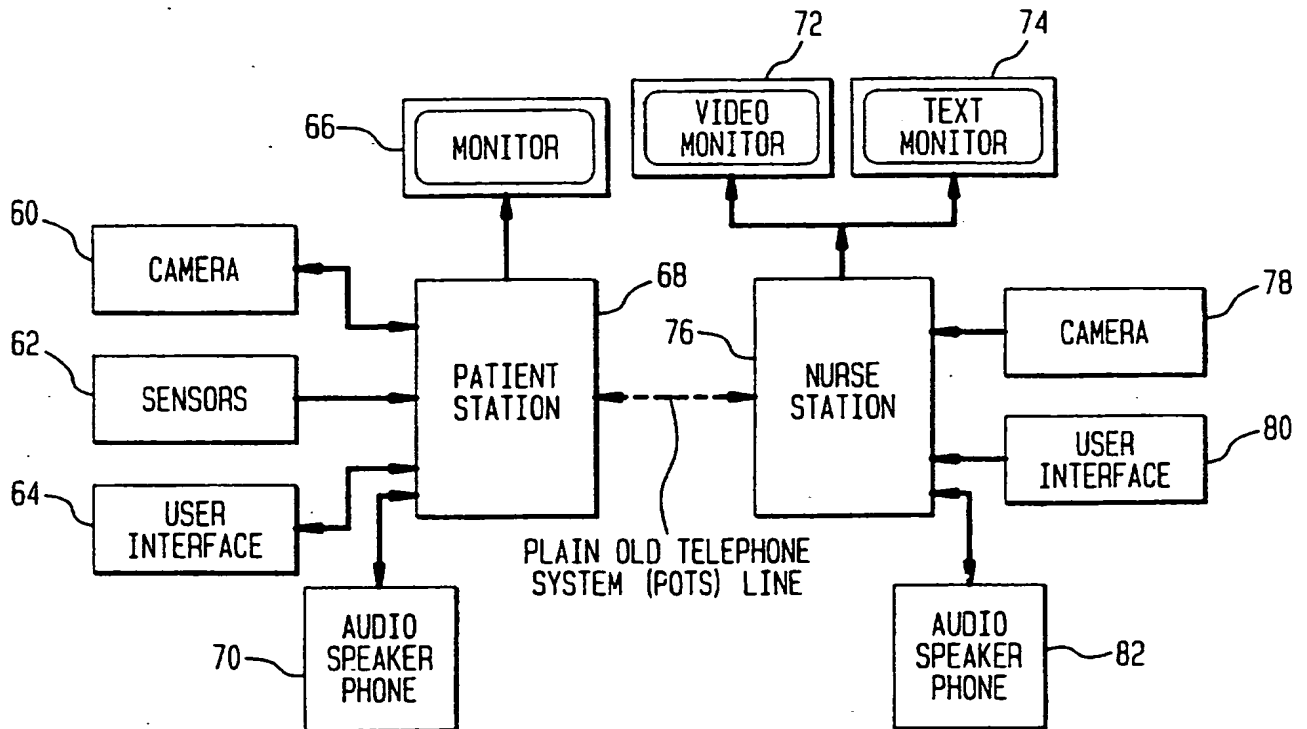 72
74
66
MONITOR
VIDEO
MONITOR
TEXT
MONITOR
60
CAMERA
62
SENSORS
64
USER
INTERFACE
68
PATIENT
STATION
76
NURSE
STATION
78
CAMERA
80
USER
INTERFACE
PLAIN OLD TELEPHONE
SYSTEM (POTS) LINE
70
AUDIO
SPEAKER
PHONE
AUDIO
SPEAKER
PHONE
82